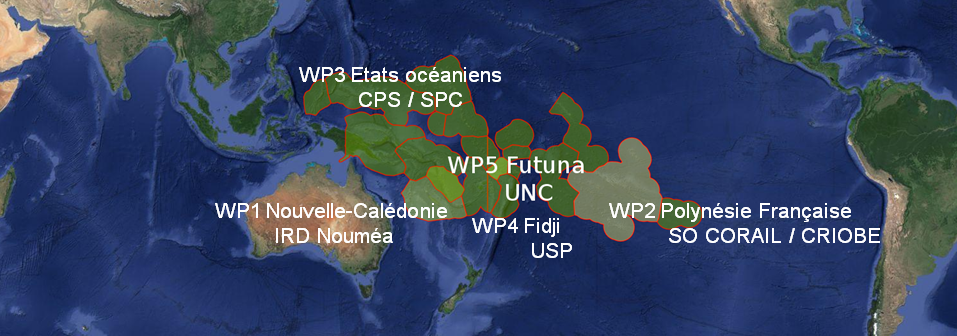 WP3 Etats océaniens
CPS / SPC
WP5 Futuna
UNC
WP1 Nouvelle-Calédonie
IRD Nouméa
WP4 Fidji
USP
WP2 Polynésie Française
SO CORAIL / CRIOBE